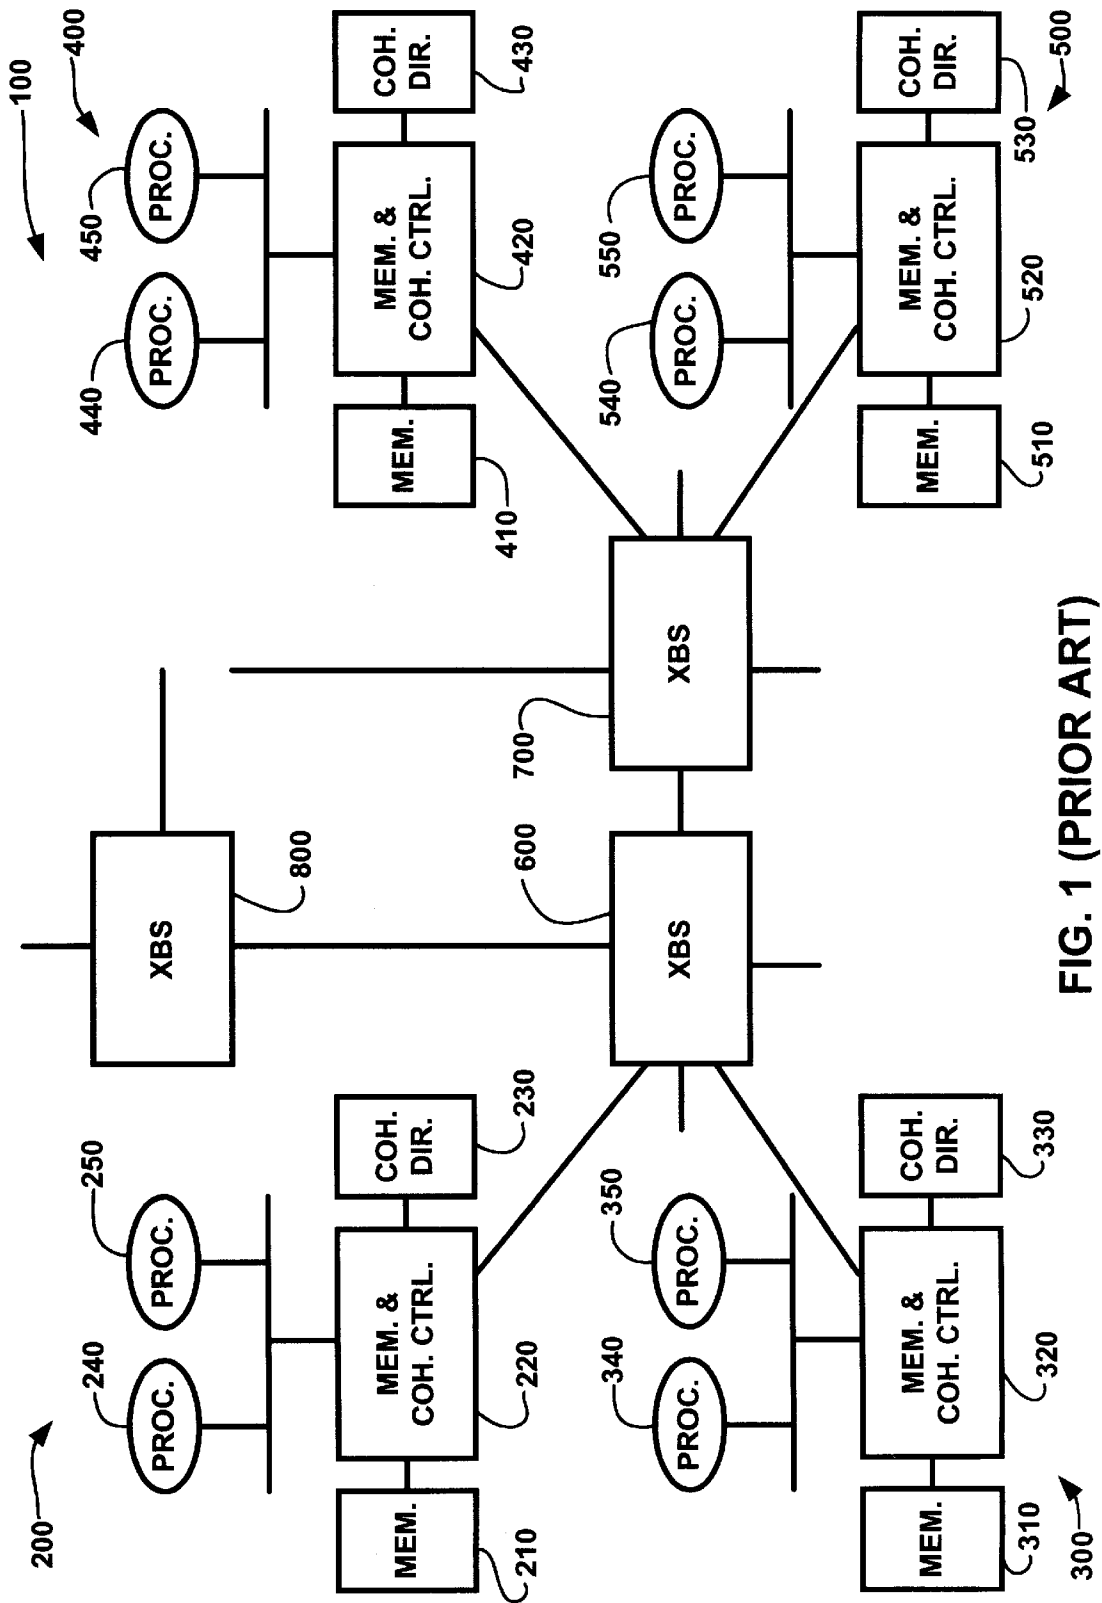 100
200
240
250
PROC.
PROC.
MEM.
MEM. &
COH. CTRL.
COH.
DIR.
210
220
230
XBS
800
400
440
450
PROC.
PROC.
MEM.
MEM. &
COH. CTRL.
COH.
DIR.
410
420
430
600
XBS
700
XBS
340
350
PROC.
PROC.
MEM.
MEM. &
COH. CTRL.
COH.
DIR.
310
320
330
300
540
550
PROC.
PROC.
MEM.
MEM. &
COH. CTRL.
COH.
DIR.
510
520
530
500
FIG. 1 (PRIOR ART)